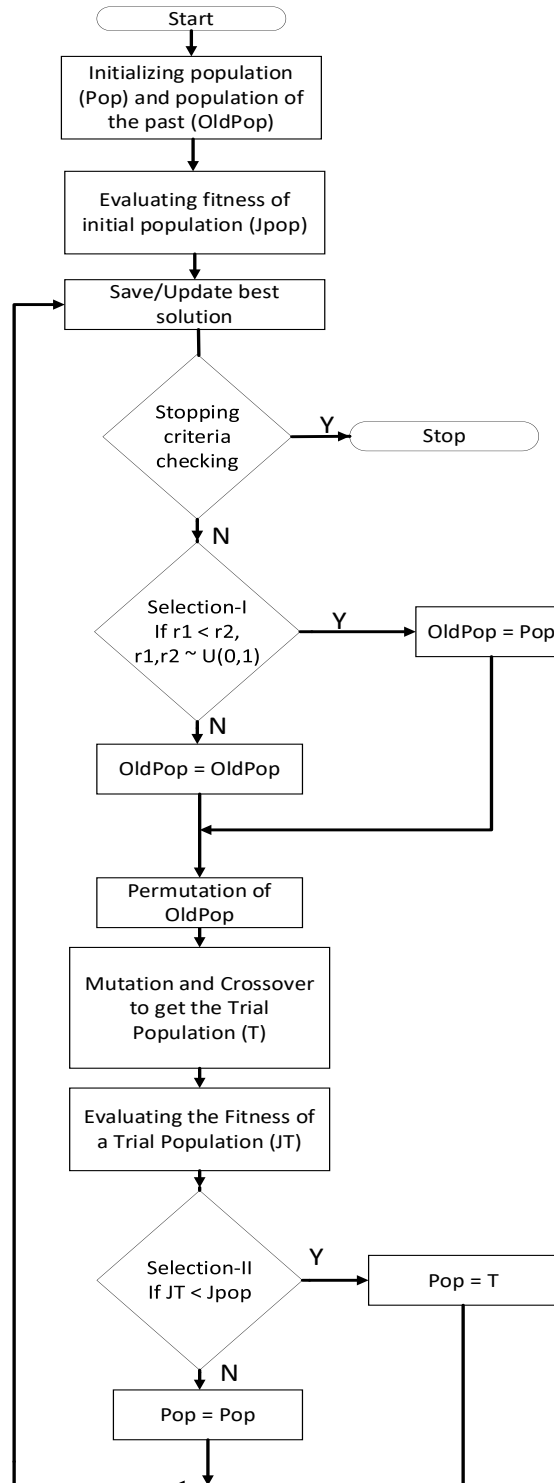 Start
Initializing population
(Pop) and population of
the past (OldPop)
Evaluating fitness of
initial population (Jpop)
Save/Update best
solution
Stopping
criteria
checking
Y
Stop
N
Selection-I
If r1 < r2,
r1,r2 ~ U(0,1)
Y
OldPop = Pop
N
OldPop = OldPop
Permutation of
OldPop
Mutation and Crossover
to get the Trial
Population (T)
Evaluating the Fitness of
a Trial Population (JT)
Selection-II
If JT < Jpop
Y
Pop = T
N
Pop = Pop